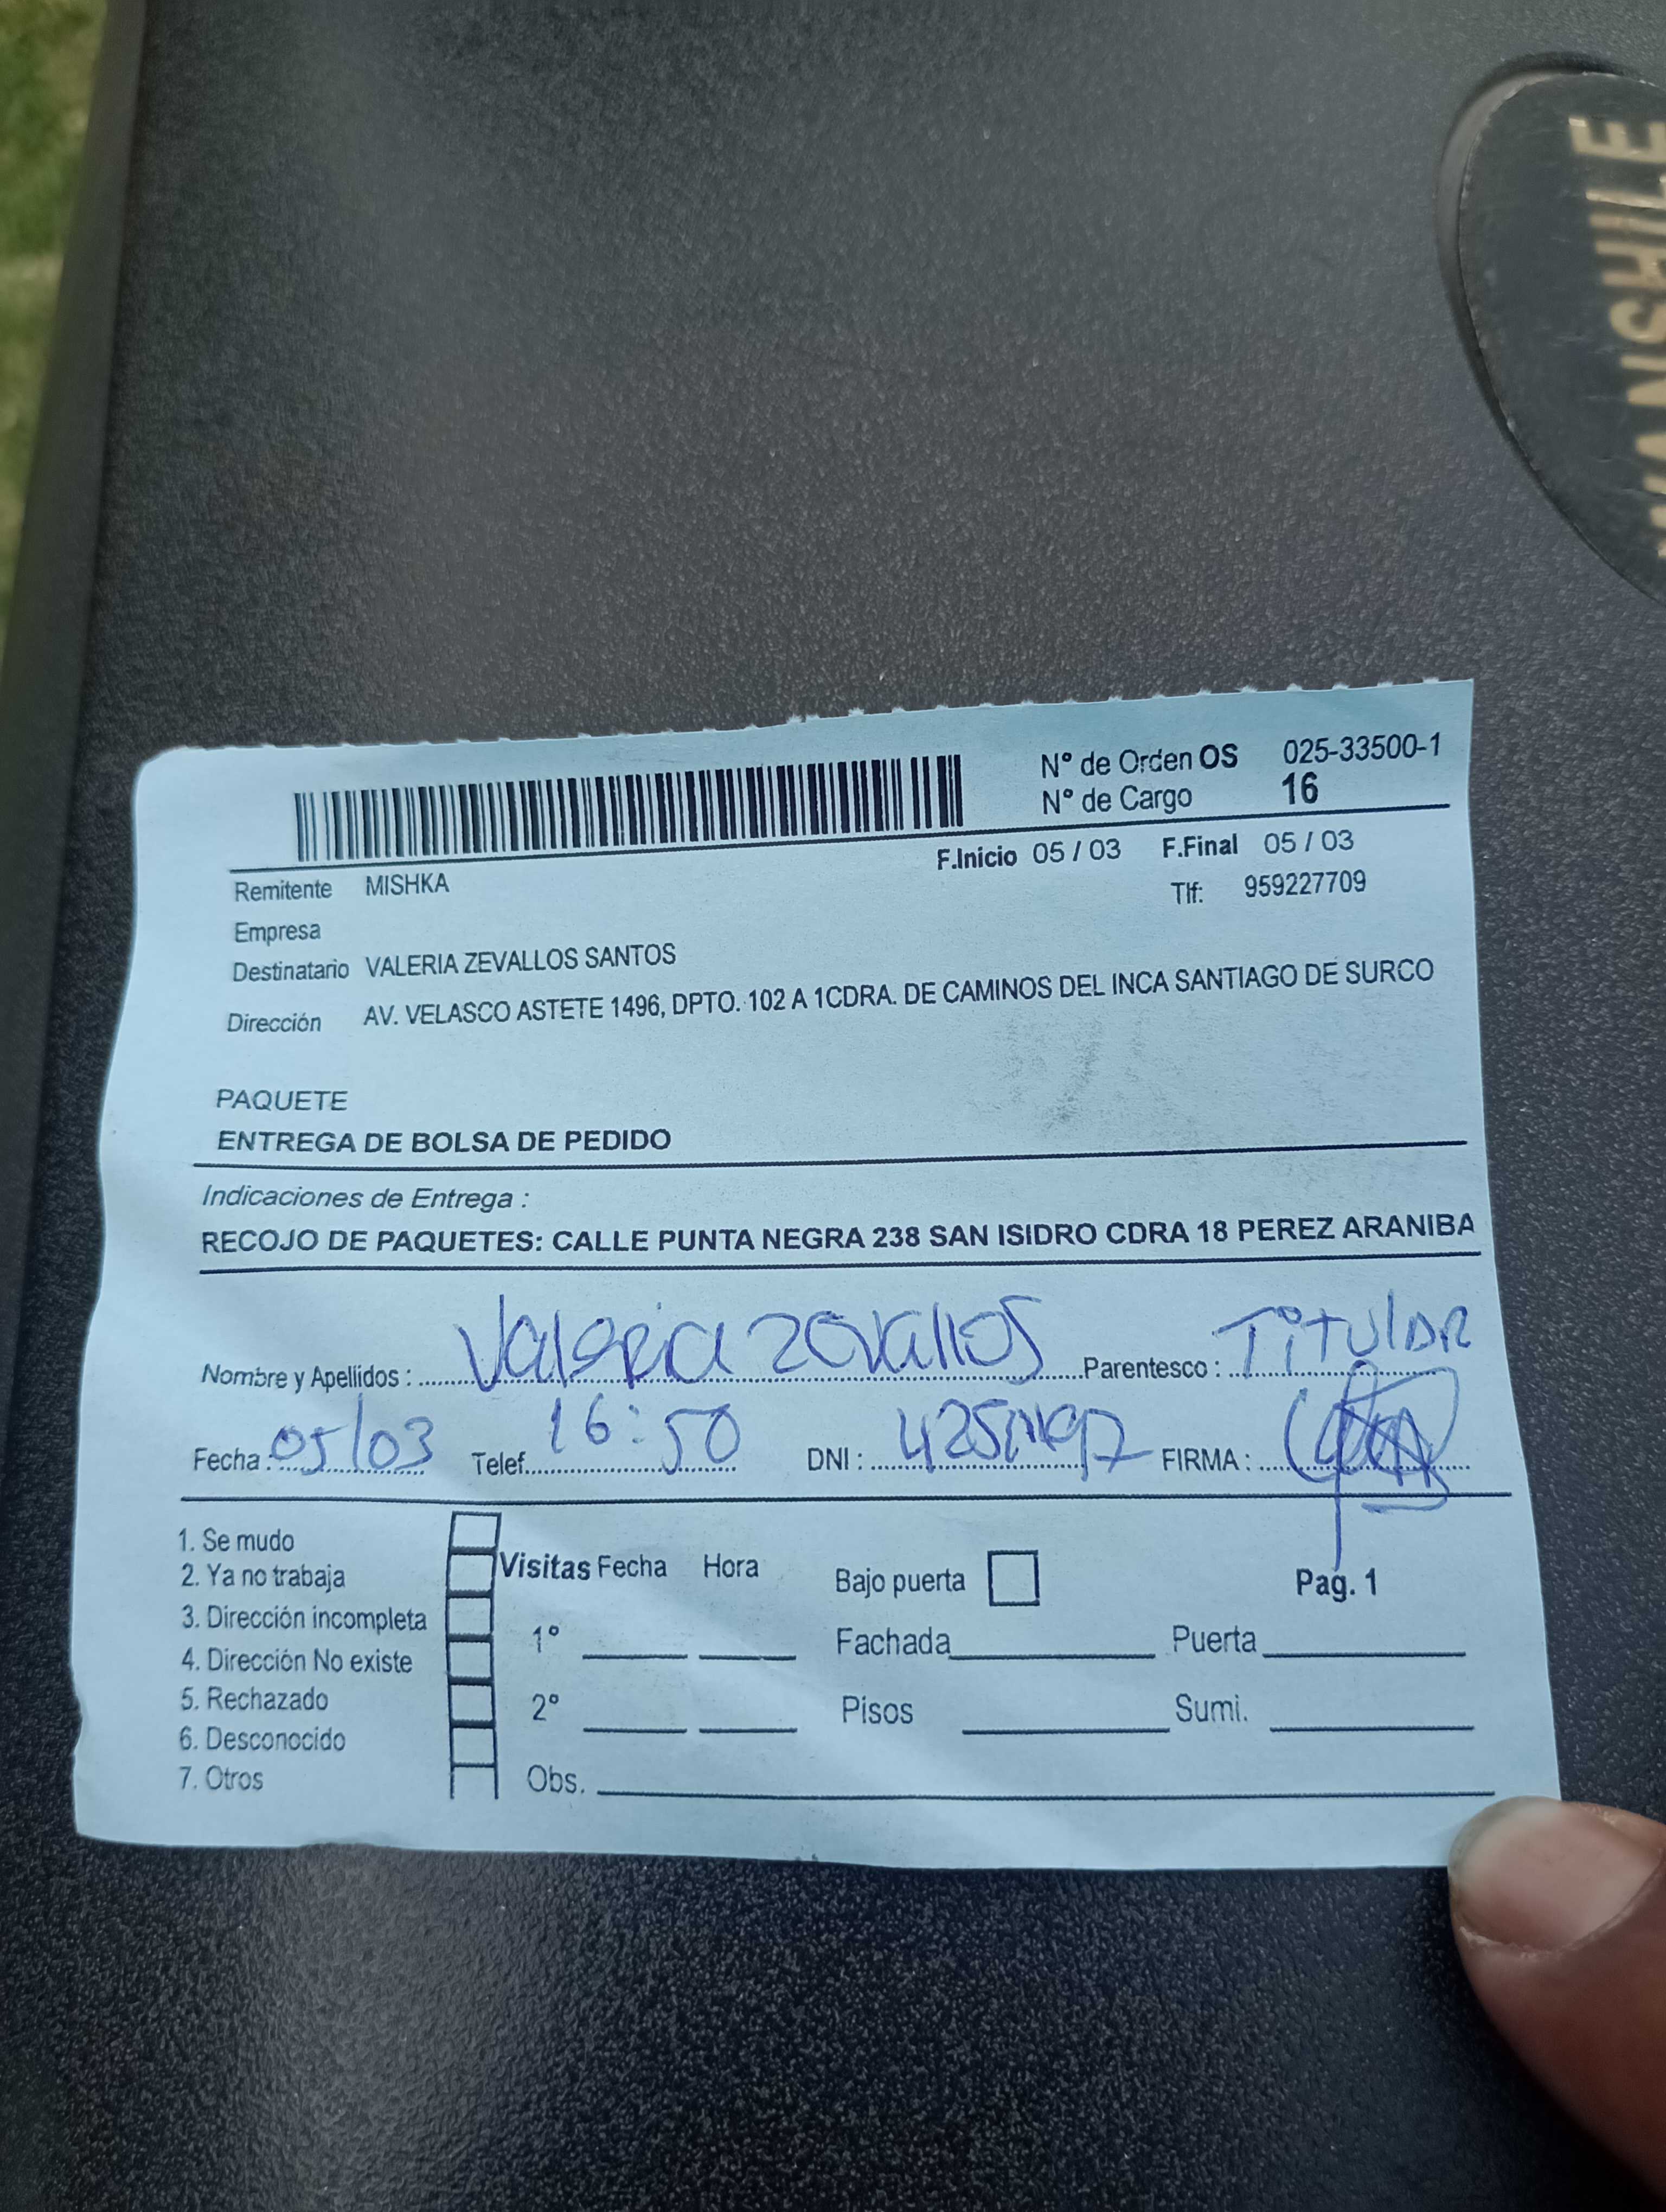 N° de Orden OS 025-33500-1
N° de Cargo 16
F.Inicio 05 / 03 F.Final 05 / 03
Remitente MISHKA
Tlf: 959227709
Empresa
Destinatario VALERIA ZEVALLOS SANTOS
Dirección AV. VELASCO ASTETE 1496, DPTO. 102 A 1CDRA. DE CAMINOS DEL INCA SANTIAGO DE SURCO
PAQUETE
ENTREGA DE BOLSA DE PEDIDO
Indicaciones de Entrega :
RECOJO DE PAQUETES: CALLE PUNTA NEGRA 238 SAN ISIDRO CDRA 18 PEREZ ARANIBA
Nombre y Apellidos : Valeria Zevallos Parentesco : TITULAR
Fecha : 05/03 Telef. 16:50 DNI : FIRMA :
1. Se mudo
2. Ya no trabaja
3. Dirección incompleta
4. Dirección No existe
5. Rechazado
6. Desconocido
7. Otros
Visitas Fecha Hora
1°
2°
Obs.
Bajo puerta
Pag. 1
Fachada Puerta
Pisos Sumi.